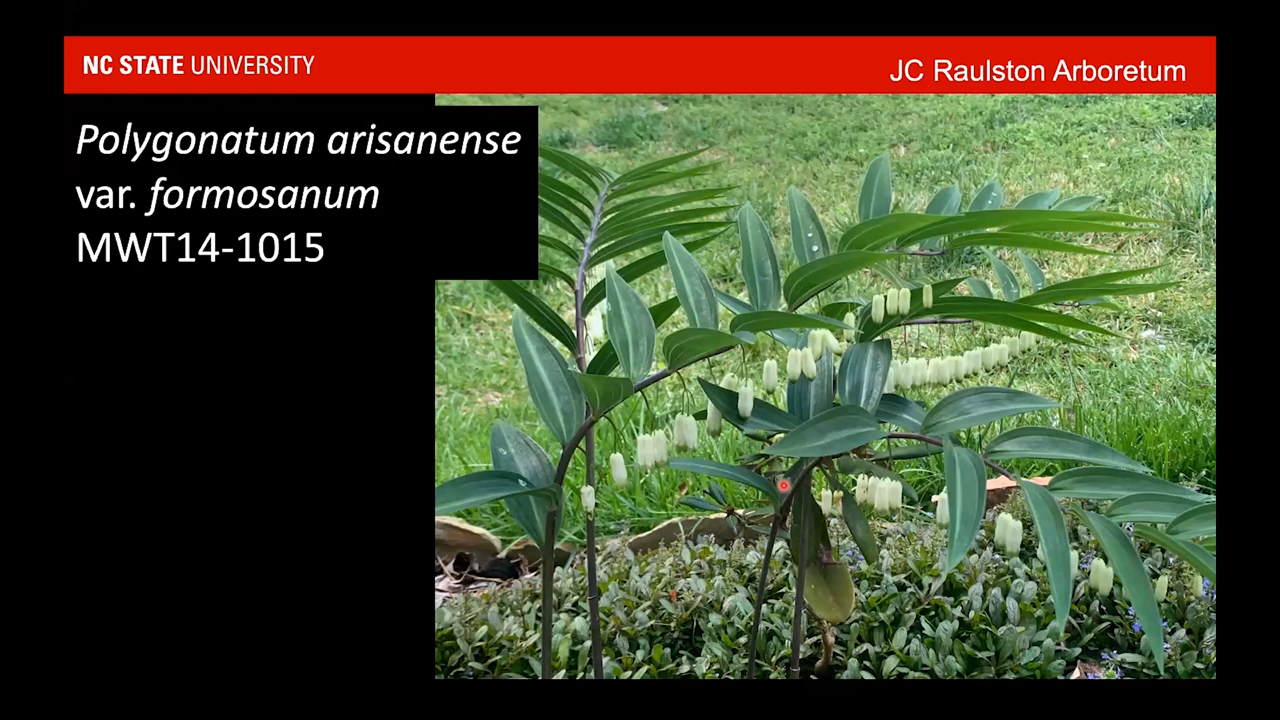 NC STATE UNIVERSITY
JC Raulston Arboretum
Polygonatum arisanense
var. formosanum
MWT14-1015